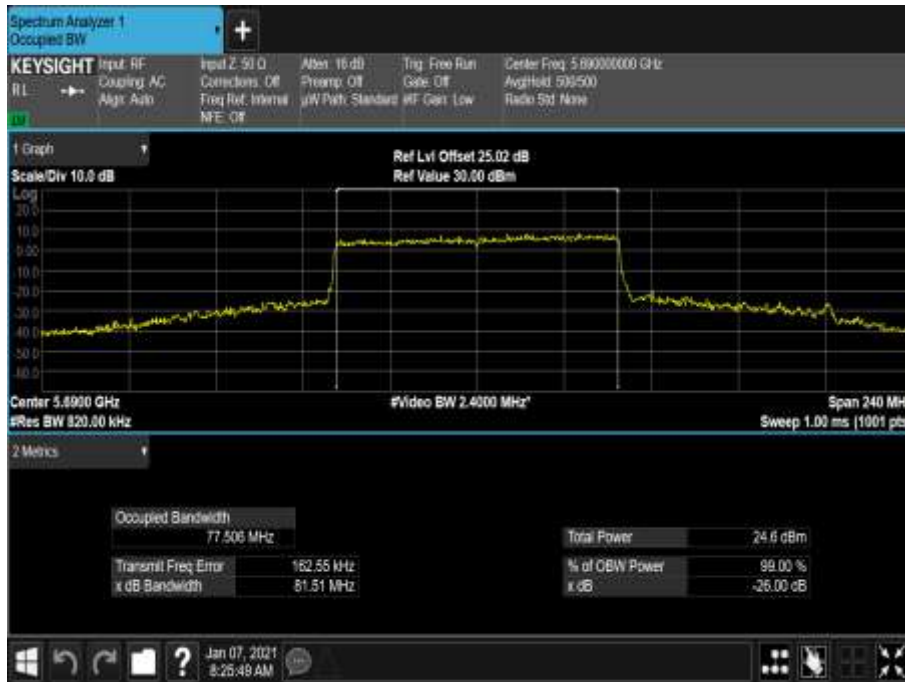 Spectrum Analyzer 1
Occupied BW
+
KEYSIGHT Input: RF Input Z: 50 Ω Atten: 16 dB Trig: Free Run Center Freq: 5.690000000 GHz
RL Coupling: AC Corrections: Off Preamp: Off Gate: Off Avg|Hold: 500/500
Align: Auto Freq Ref: Internal µW Path: Standard #IF Gain: Low Radio Std: None
NFE: Off
1 Graph
Ref Lvl Offset 25.02 dB
Scale/Div 10.0 dB Ref Value 30.00 dBm
Log
20.0
10.0
0.00
-10.0
-20.0
-30.0
-40.0
-50.0
-60.0
Center 5.6900 GHz #Video BW 2.4000 MHz* Span 240 MH
#Res BW 820.00 kHz Sweep 1.00 ms (1001 pts
2 Metrics
Occupied Bandwidth
77.506 MHz Total Power 24.6 dBm
Transmit Freq Error 162.55 kHz % of OBW Power 99.00 %
x dB Bandwidth 81.51 MHz x dB -26.00 dB
? Jan 07, 2021
8:25:49 AM